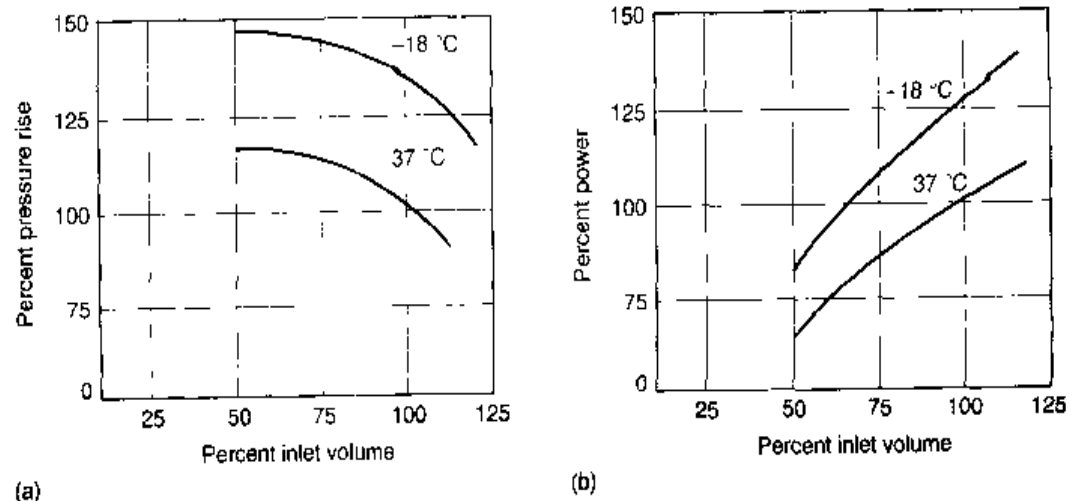 150
125
100
75
0
Percent pressure rise
–18 °C
37 °C
25 50 75 100 125
Percent inlet volume
(a)
150
125
100
75
0
Percent power
-18 °C
37 °C
25 50 75 100 125
Percent inlet volume
(b)